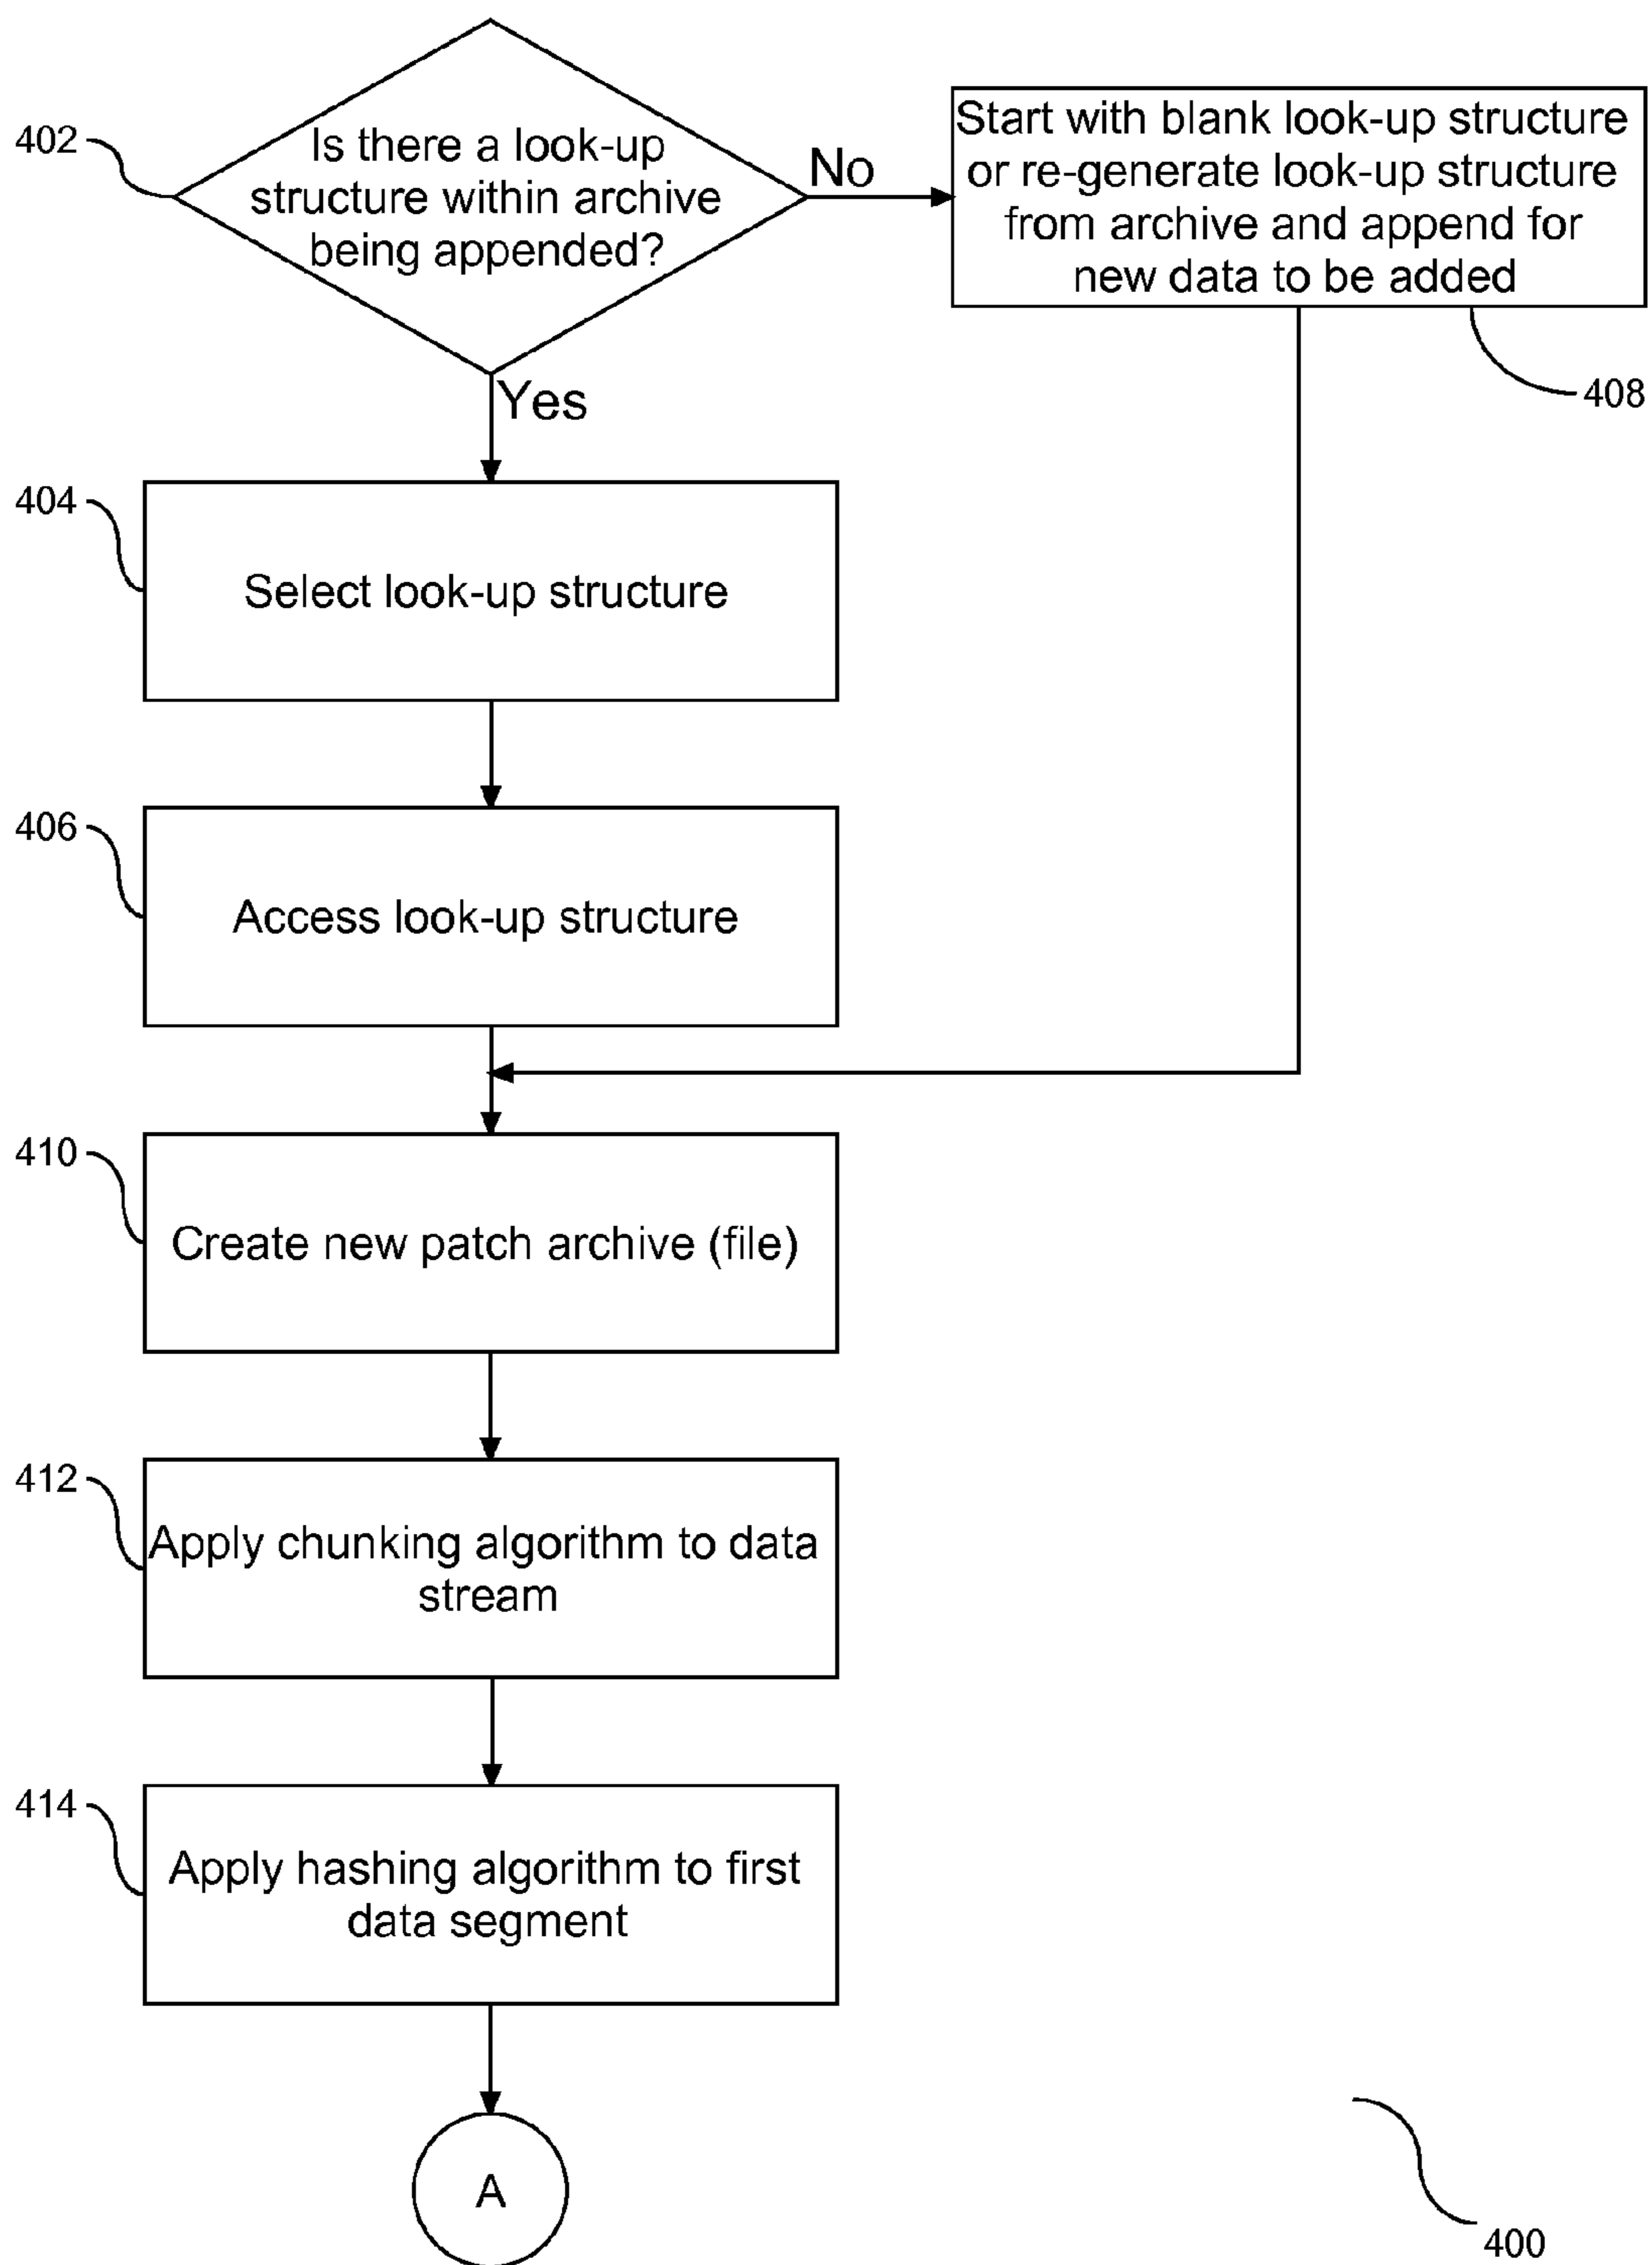 402
Is there a look-up
structure within archive
being appended?
No
Start with blank look-up structure
or re-generate look-up structure
from archive and append for
new data to be added
408
Yes
404
Select look-up structure
406
Access look-up structure
410
Create new patch archive (file)
412
Apply chunking algorithm to data
stream
414
Apply hashing algorithm to first
data segment
A
400